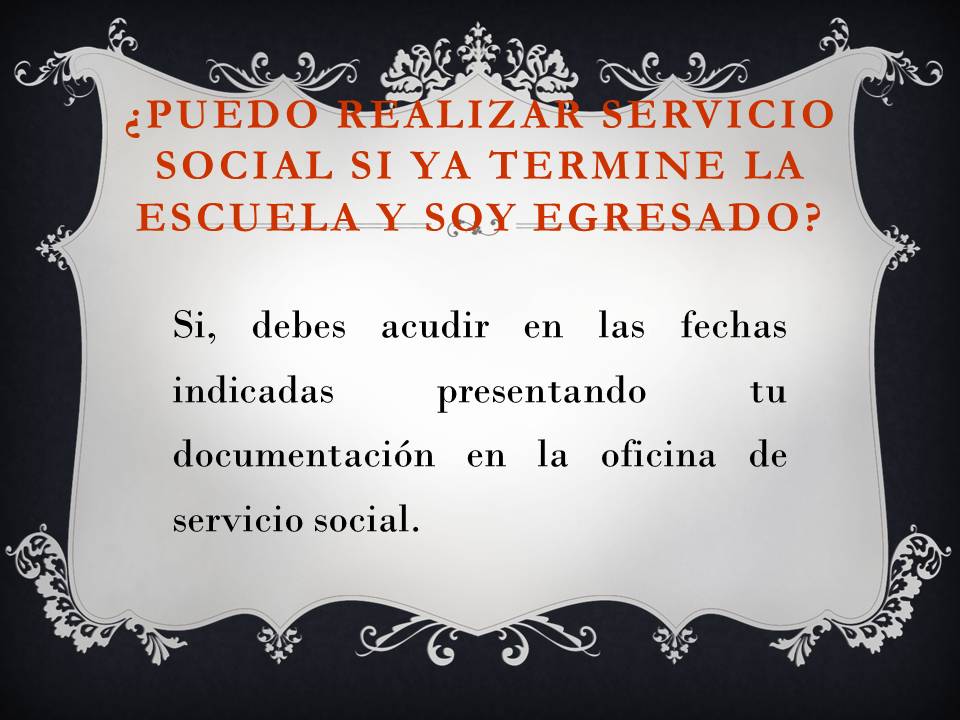 ¿PUEDO REALIZAR SERVICIO
SOCIAL SI YA TERMINE LA
ESCUELA Y SOY EGRESADO?
Si, debes acudir en las fechas
indicadas presentando tu
documentación en la oficina de
servicio social.